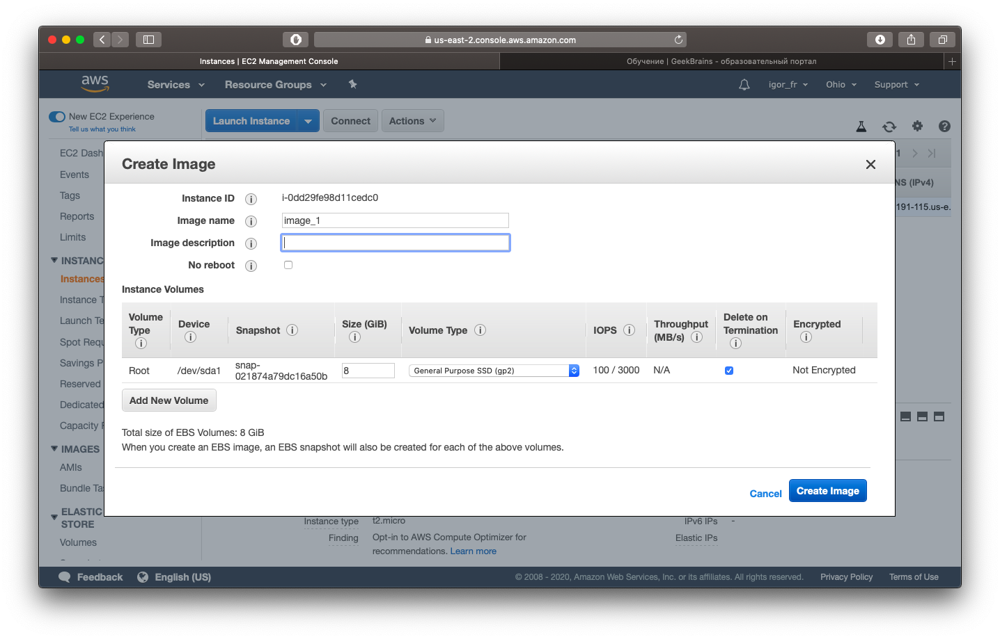 us-east-2.console.aws.amazon.com
Instances | EC2 Management Console
Обучение | GeekBrains - образовательный портал
aws
Services
Resource Groups
igor_fr
Ohio
Support
New EC2 Experience
Tell us what you think
Launch Instance
Connect
Actions
EC2 Dash
Events
Tags
Reports
Limits
INSTANC
Instances
Instance T
Launch Te
Spot Requ
Savings P
Reserved
Dedicated
Capacity R
IMAGES
AMIs
Bundle Ta
ELASTIC
STORE
Volumes
1
NS (IPv4)
191-115.us-e.
Create Image
Instance ID
i-0dd29fe98d11cedc0
Image name
image_1
Image description
No reboot
Instance Volumes
Volume Type
Device
Snapshot
Size (GiB)
Volume Type
IOPS
Throughput (MB/s)
Delete on Termination
Encrypted
Root
/dev/sda1
snap-
021874a79dc16a50b
8
General Purpose SSD (gp2)
100 / 3000
N/A
Not Encrypted
Add New Volume
Total size of EBS Volumes: 8 GiB
When you create an EBS image, an EBS snapshot will also be created for each of the above volumes.
Cancel
Create Image
Instance type
t2.micro
IPv6 IPs
-
Finding
Opt-in to AWS Compute Optimizer for
recommendations. Learn more
Elastic IPs
Feedback
English (US)
© 2008 - 2020, Amazon Web Services, Inc. or its affiliates. All rights reserved.
Privacy Policy
Terms of Use